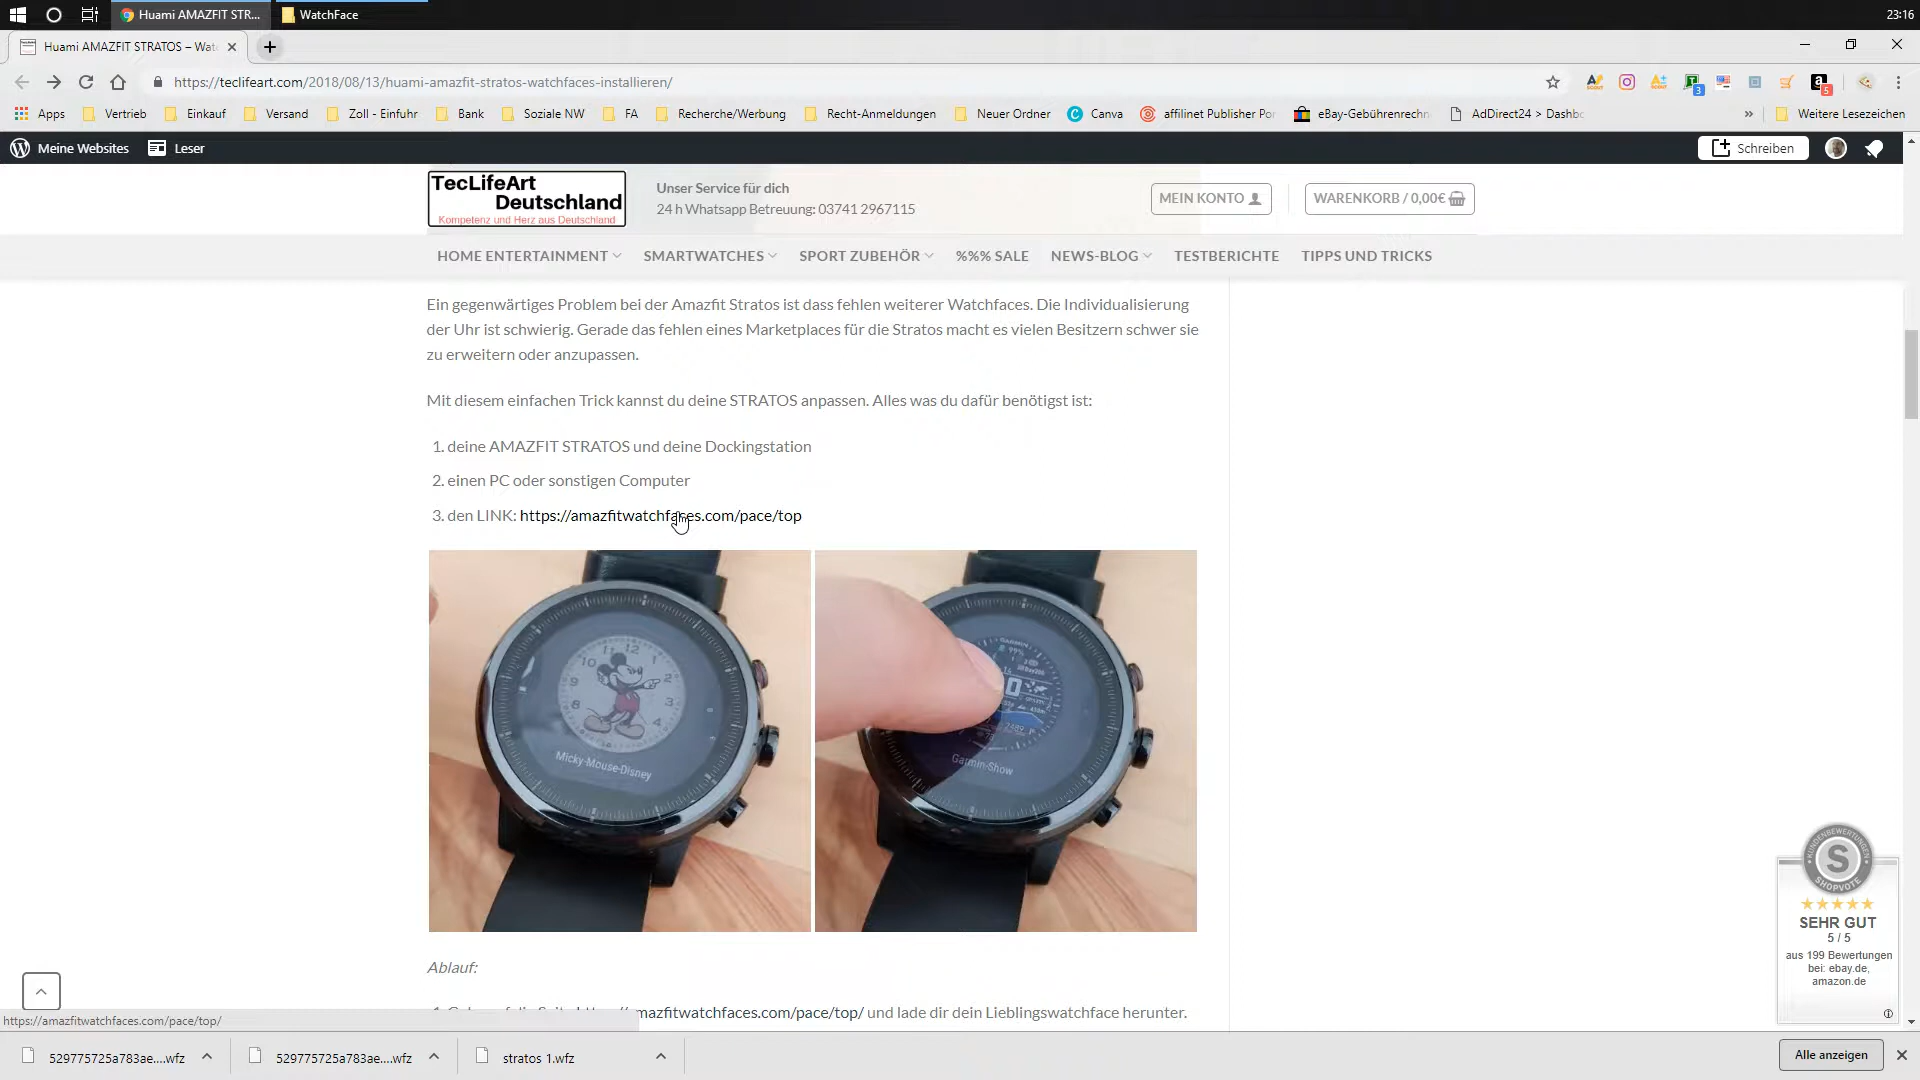 Huami AMAZFIT STR...
WatchFace
23:16
Huami AMAZFIT STRATOS – Wat
https://teclifeart.com/2018/08/13/huami-amazfit-stratos-watchfaces-installieren/
3
5
Apps
Vertrieb
Einkauf
Versand
Zoll - Einfuhr
Bank
Soziale NW
FA
Recherche/Werbung
Recht-Anmeldungen
Neuer Ordner
Canva
affilinet Publisher Por
eBay-Gebührenrechn
AdDirect24 > Dashbo
»
Weitere Lesezeichen
Meine Websites
Leser
Schreiben
TecLifeArt
Deutschland
Kompetenz und Herz aus Deutschland
Unser Service für dich
24 h Whatsapp Betreuung: 03741 2967115
MEIN KONTO
WARENKORB / 0,00€
HOME ENTERTAINMENT
SMARTWATCHES
SPORT ZUBEHÖR
%%% SALE
NEWS-BLOG
TESTBERICHTE
TIPPS UND TRICKS
Ein gegenwärtiges Problem bei der Amazfit Stratos ist dass fehlen weiterer Watchfaces. Die Individualisierung
der Uhr ist schwierig. Gerade das fehlen eines Marketplaces für die Stratos macht es vielen Besitzern schwer sie
zu erweitern oder anzupassen.
Mit diesem einfachen Trick kannst du deine STRATOS anpassen. Alles was du dafür benötigst ist:
1. deine AMAZFIT STRATOS und deine Dockingstation
2. einen PC oder sonstigen Computer
3. den LINK: https://amazfitwatchfaces.com/pace/top
Micky-Mouse-Disney
Garmin-Show
Ablauf:
mazfitwatchfaces.com/pace/top/ und lade dir dein Lieblingswatchface herunter.
KUNDENBEWERTUNGEN
S
SHOPVOTE
SEHR GUT
5 / 5
aus 199 Bewertungen
bei: ebay.de,
amazon.de
https://amazfitwatchfaces.com/pace/top/
529775725a783ae....wfz
529775725a783ae....wfz
stratos 1.wfz
Alle anzeigen